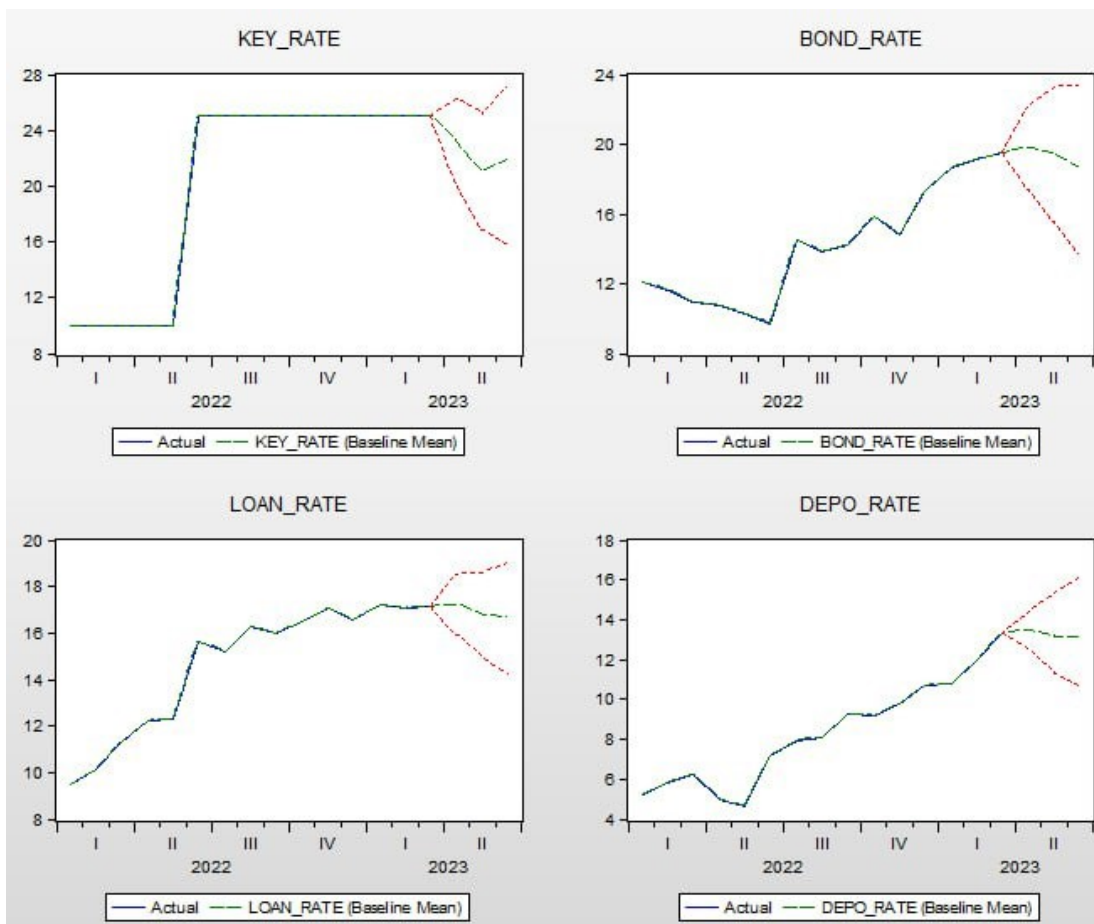 KEY_RATE
28
24
20
16
12
8
I II III IV I II
2022 2023
Actual KEY_RATE (Baseline Mean)
BOND_RATE
24
20
16
12
8
I II III IV I II
2022 2023
Actual BOND_RATE (Baseline Mean)
LOAN_RATE
20
18
16
14
12
10
8
I II III IV I II
2022 2023
Actual LOAN_RATE (Baseline Mean)
DEPO_RATE
18
16
14
12
10
8
6
4
I II III IV I II
2022 2023
Actual DEPO_RATE (Baseline Mean)